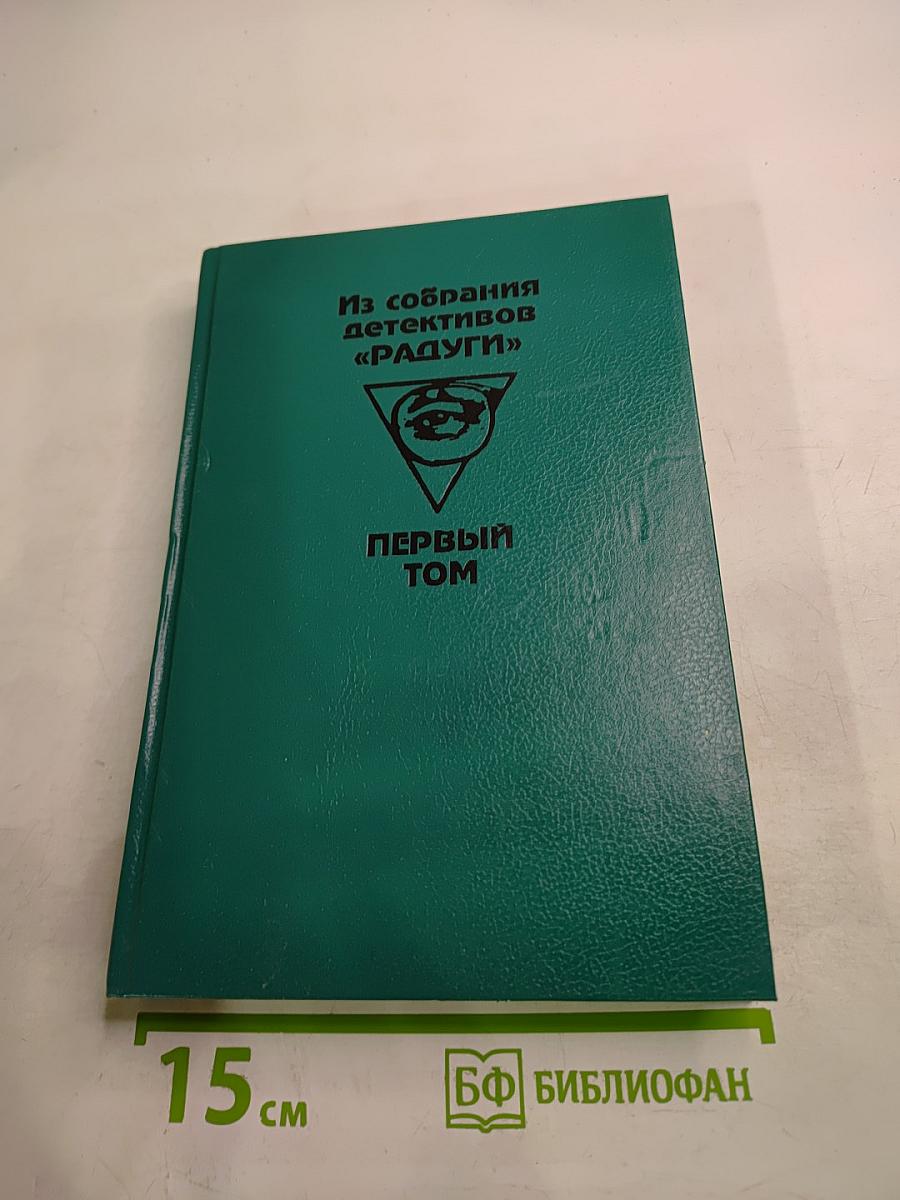 Из собрания
детективов
«РАДУГИ»
ПЕРВЫЙ
ТОМ
15 см
БФ БИБЛИОФАН